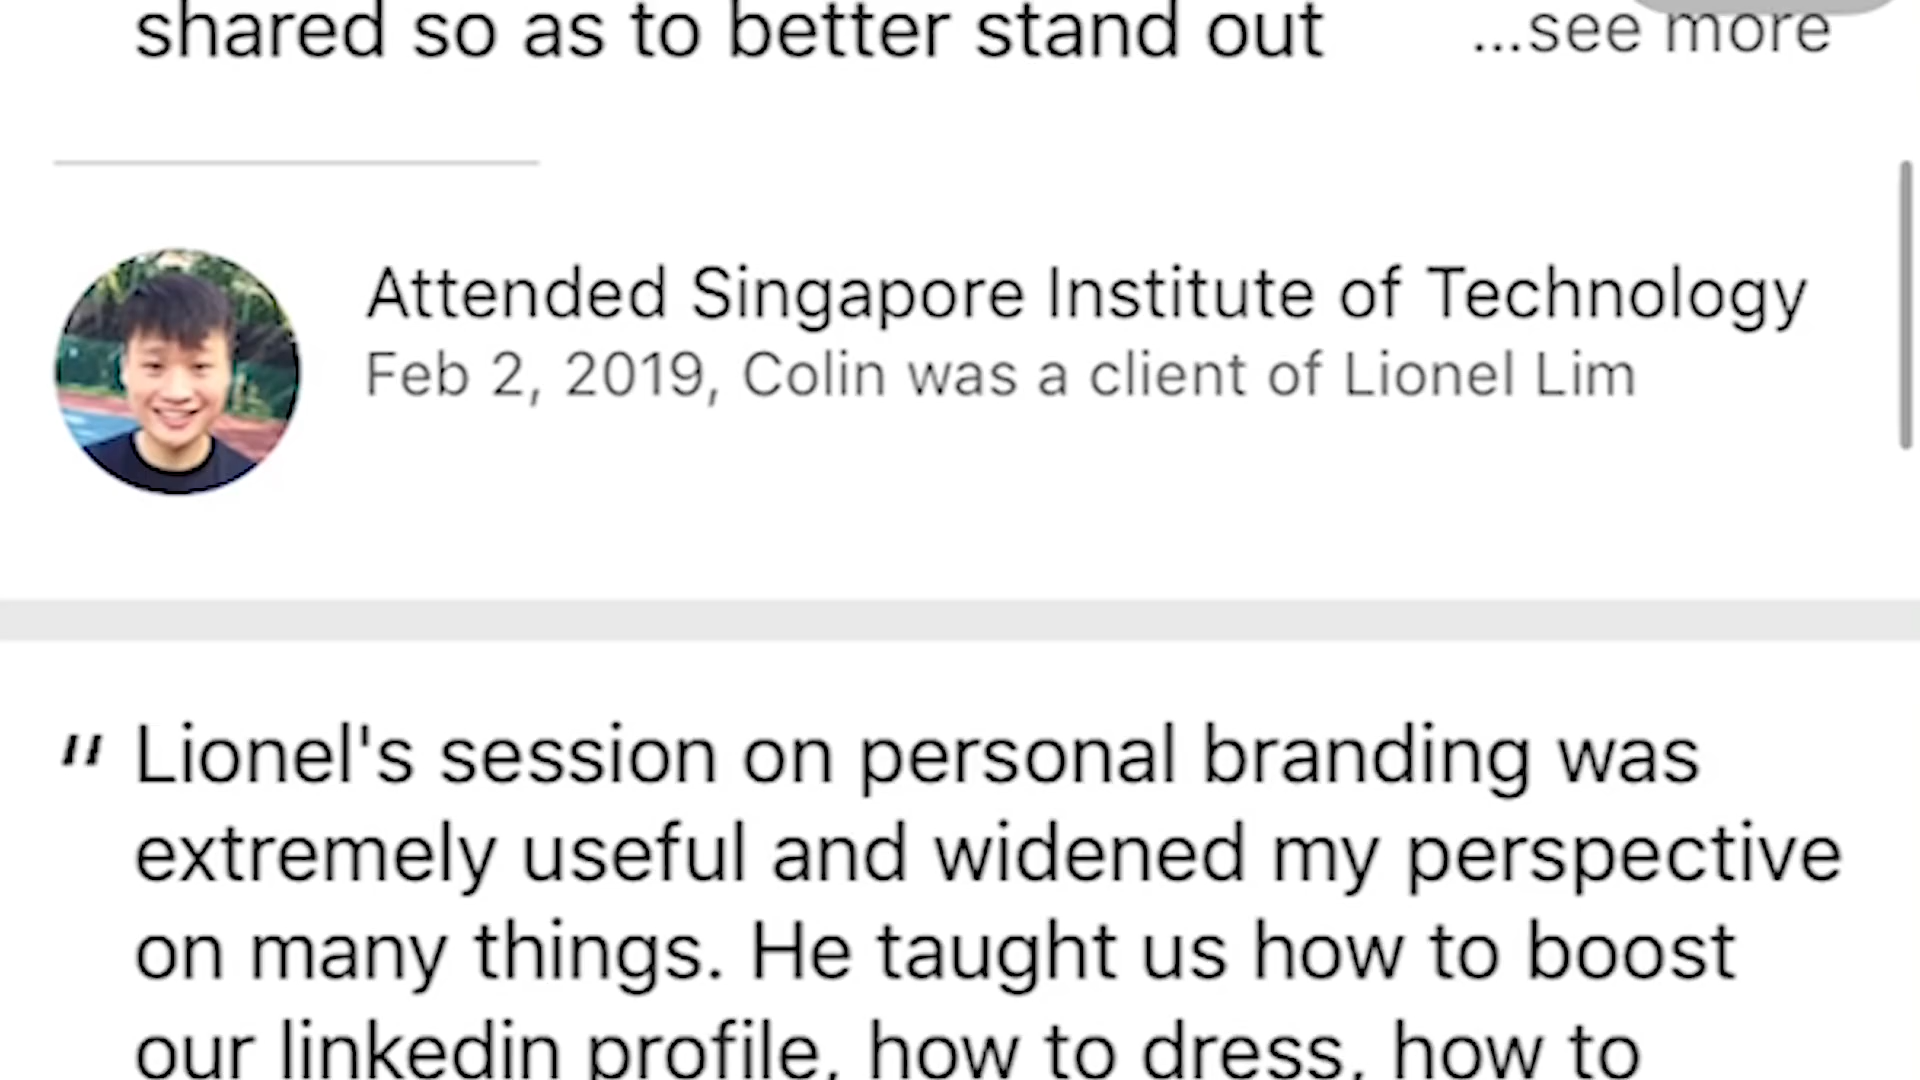 shared so as to better stand out ...see more
Attended Singapore Institute of Technology
Feb 2, 2019, Colin was a client of Lionel Lim
" Lionel's session on personal branding was
extremely useful and widened my perspective
on many things. He taught us how to boost
our linkedin profile, how to dress, how to